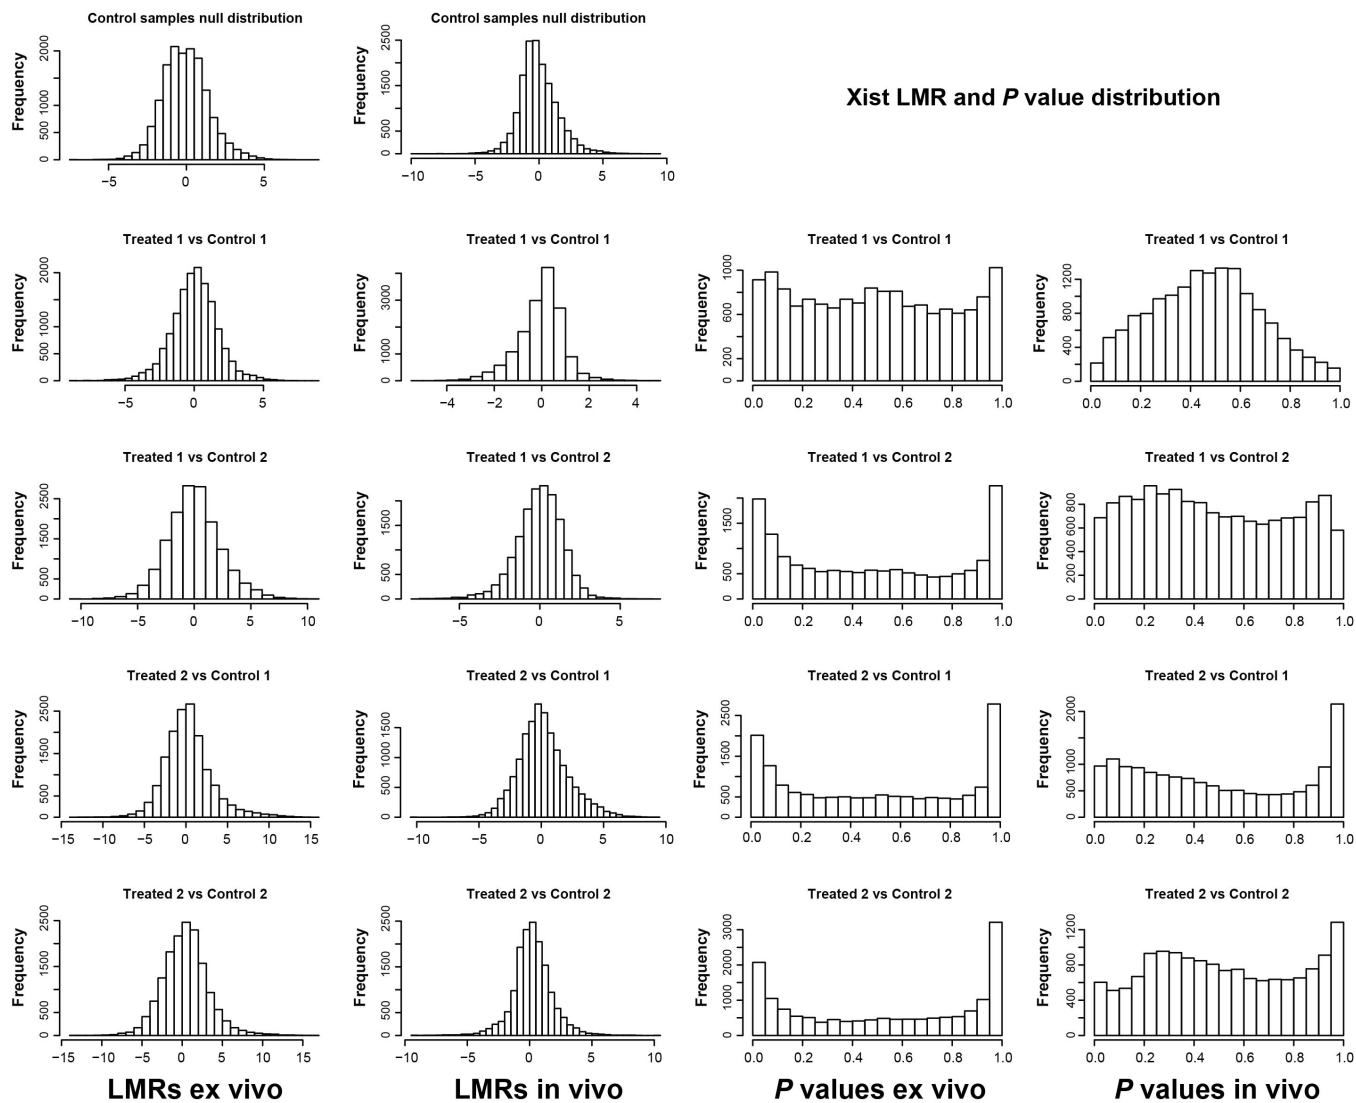 Control samples null distribution
Frequency
0 500 1000 2000
−5 0 5
Control samples null distribution
Frequency
0 500 1500 2500
−10 −5 0 5 10
Xist LMR and P value distribution
Treated 1 vs Control 1
Frequency
0 500 1000 2000
−5 0 5
Treated 1 vs Control 1
Frequency
0 1000 3000
−4 −2 0 2 4
Treated 1 vs Control 1
Frequency
0 200 600 1000
0.0 0.2 0.4 0.6 0.8 1.0
Treated 1 vs Control 1
Frequency
0 400 800 1200
0.0 0.2 0.4 0.6 0.8 1.0
Treated 1 vs Control 2
Frequency
0 500 1500 2500
−10 −5 0 5 10
Treated 1 vs Control 2
Frequency
0 500 1500
−5 0 5
Treated 1 vs Control 2
Frequency
0 500 1500
0.0 0.2 0.4 0.6 0.8 1.0
Treated 1 vs Control 2
Frequency
0 200 400 600 800
0.0 0.2 0.4 0.6 0.8 1.0
Treated 2 vs Control 1
Frequency
0 500 1500 2500
−15 −10 −5 0 5 10 15
Treated 2 vs Control 1
Frequency
0 500 1000 1500
−10 −5 0 5 10
Treated 2 vs Control 1
Frequency
0 500 1500 2500
0.0 0.2 0.4 0.6 0.8 1.0
Treated 2 vs Control 1
Frequency
0 500 1000 2000
0.0 0.2 0.4 0.6 0.8 1.0
Treated 2 vs Control 2
Frequency
0 500 1500 2500
−15 −10 −5 0 5 10 15
Treated 2 vs Control 2
Frequency
0 500 1500 2500
−10 −5 0 5 10
Treated 2 vs Control 2
Frequency
0 1000 2000 3000
0.0 0.2 0.4 0.6 0.8 1.0
Treated 2 vs Control 2
Frequency
0 400 800 1200
0.0 0.2 0.4 0.6 0.8 1.0
LMRs ex vivo
LMRs in vivo
P values ex vivo
P values in vivo